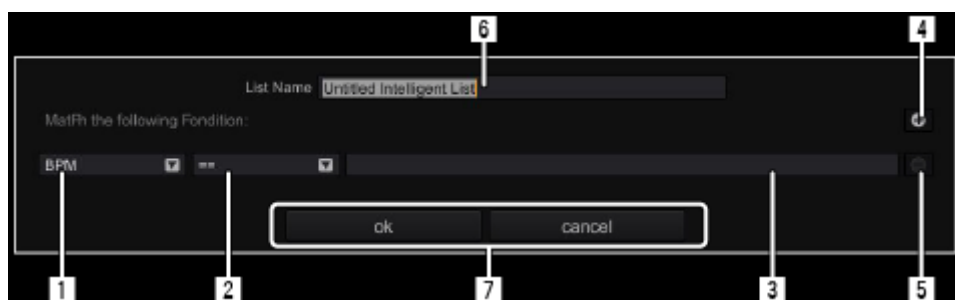 6 4
List Name Untitled Intelligent List
MatFh the following Fondition:
BPM ==
ok cancel
1 2 7 3 5